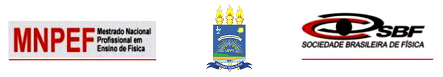 MNPEF Mestrado Nacional
Profissional em
Ensino de Física
SBF
SOCIEDADE BRASILEIRA DE FÍSICA